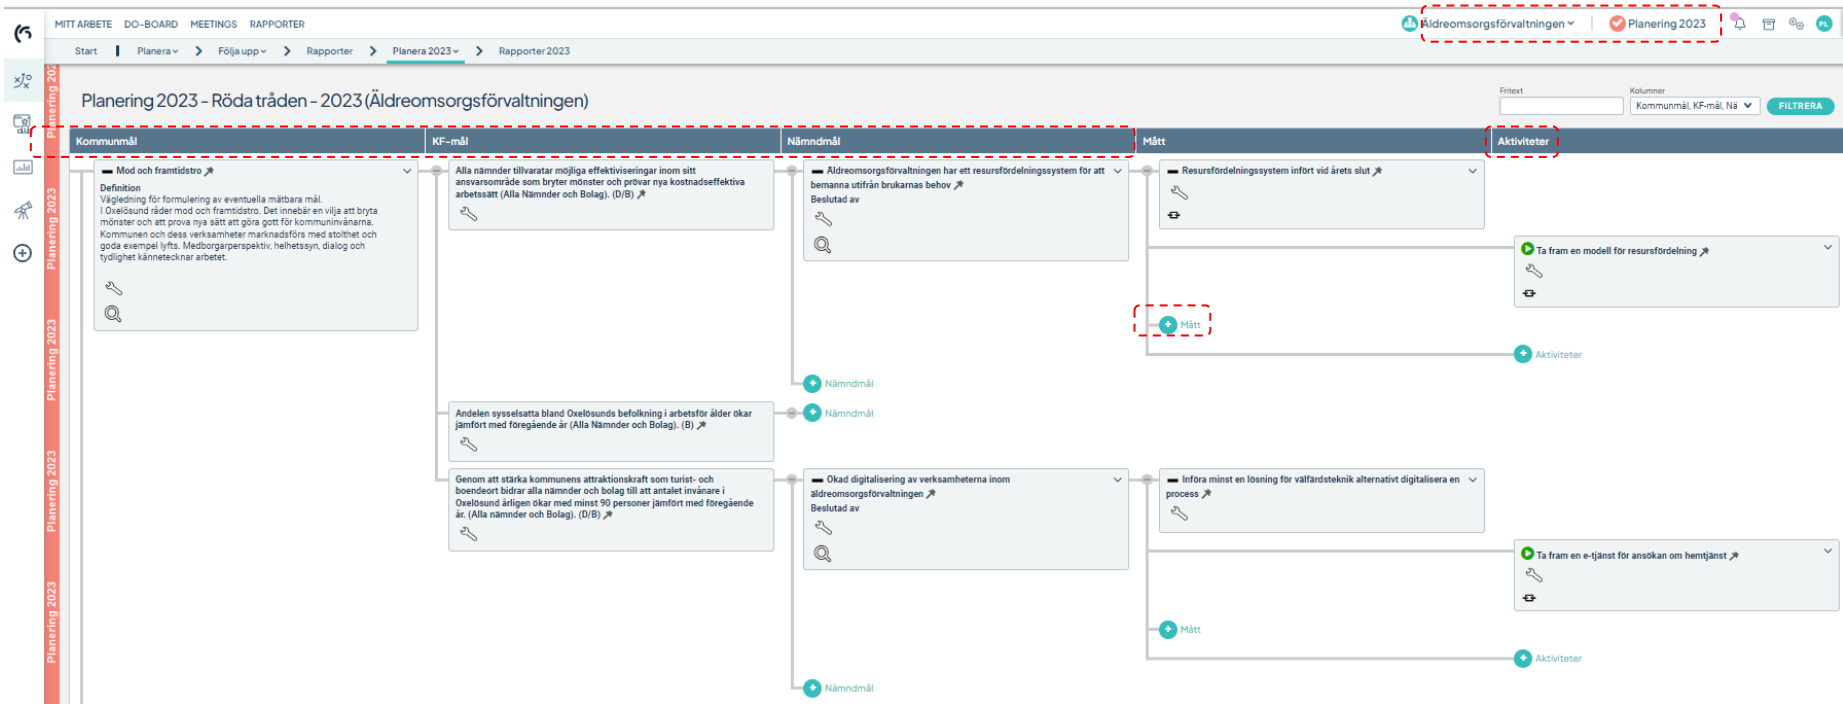 MITT ARBETE DO-BOARD MEETINGS RAPPORTER
Äldreomsorgsförvaltningen
Planering 2023
PL
Start
Planera
Följa upp
Rapporter
Planera 2023
Rapporter 2023
Planering 2023 - Röda tråden - 2023 (Äldreomsorgsförvaltningen)
Fritext
Kolumner
Kommunmål, KF-mål, Nä
FILTRERA
Kommunmål
KF-mål
Nämndmål
Mått
Aktiviteter
Mod och framtidstro
Definition
Vägledning för formulering av eventuella mätbara mål.
I Oxelösund råder mod och framtidstro. Det innebär en vilja att bryta
mönster och att prova nya sätt att göra gott för kommuninvånarna.
Kommunen och dess verksamheter marknadsförs med stolthet och
goda exempel lyfts. Medborgarperspektiv, helhetssyn, dialog och
tydlighet kännetecknar arbetet.
Alla nämnder tillvaratar möjliga effektiviseringar inom sitt
ansvarsområde som bryter mönster och prövar nya kostnadseffektiva
arbetssätt (Alla Nämnder och Bolag). (D/B)
Äldreomsorgsförvaltningen har ett resursfördelningssystem för att
bemanna utifrån brukarnas behov
Beslutad av
Resursfördelningssystem infört vid årets slut
Ta fram en modell för resursfördelning
Mått
Aktiviteter
Nämndmål
Andelen sysselsatta bland Oxelösunds befolkning i arbetsför ålder ökar
jämfört med föregående år (Alla Nämnder och Bolag). (B)
Nämndmål
Genom att stärka kommunens attraktionskraft som turist- och
boendeort bidrar alla nämnder och bolag till att antalet invånare i
Oxelösund årligen ökar med minst 90 personer jämfört med föregående
år. (Alla nämnder och Bolag). (D/B)
Ökad digitalisering av verksamheterna inom
äldreomsorgsförvaltningen
Beslutad av
Införa minst en lösning för välfärdsteknik alternativt digitalisera en
process
Ta fram en e-tjänst för ansökan om hemtjänst
Mått
Aktiviteter
Nämndmål
Planering 202
Planering 2023
Planering 2023
Planering 2023
Planering 2023